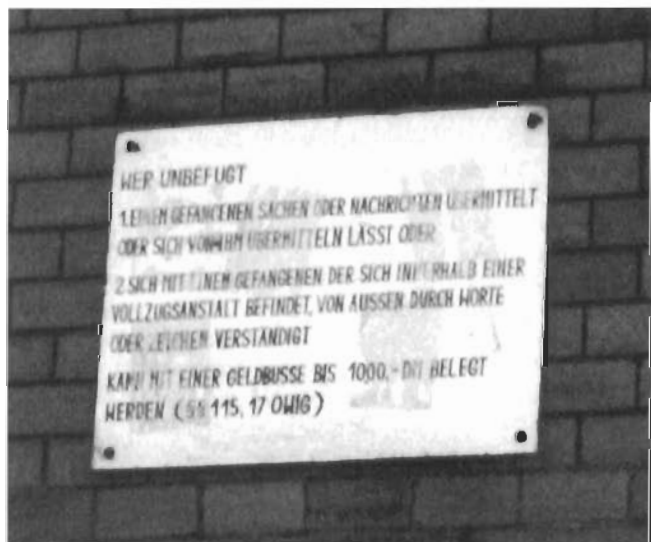 WER UNBEFUGT
1. EINEM GEFANGENEN SACHEN ODER NACHRICHTEN ÜBERMITTELT
ODER SICH VON IHM ÜBERMITTELN LÄSST ODER
2. SICH MIT EINEM GEFANGENEN DER SICH INNERHALB EINER
VOLLZUGSANSTALT BEFINDET, VON AUSSEN DURCH WORTE
ODER ZEICHEN VERSTÄNDIGT
KANN MIT EINER GELDBUSSE BIS 1000,- DM BELEGT
WERDEN (§§ 115, 17 OWIG)